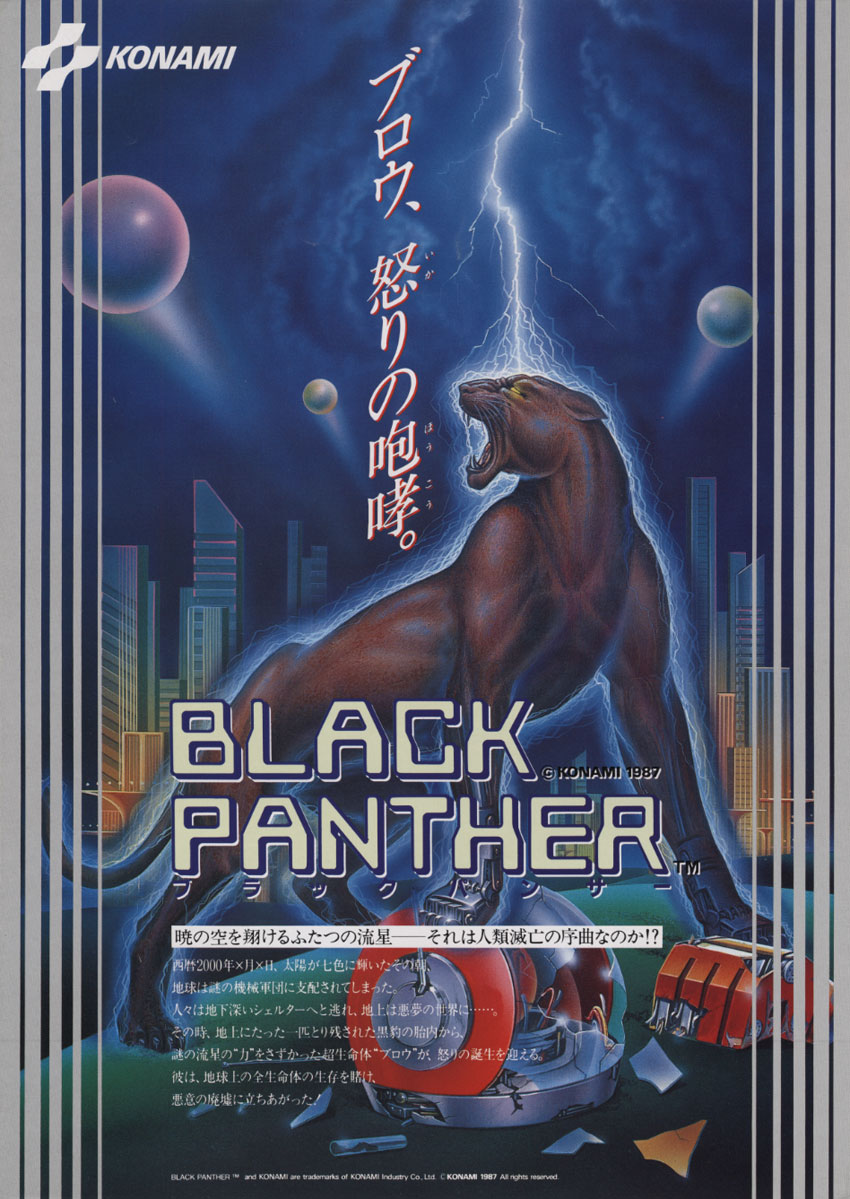 KONAMI
ブロウ、怒りの咆哮。
いか
ほうこう
BLACK
© KONAMI 1987
PANTHER™
ブラックパンサー
暁の空を翔けるふたつの流星——それは人類滅亡の序曲なのか!?
西暦2000年×月×日、太陽が七色に輝いたその朝、
地球は謎の機械軍団に支配されてしまった。
人々は地下深いシェルターへと逃れ、地上は悪夢の世界に……。
その時、地上にたった一匹とり残された黒豹の胎内から、
謎の流星の“力”をさずかった超生命体“ブロウ”が、怒りの誕生を迎える。
彼は、地球上の全生命体の生存を賭け、
悪意の廃墟に立ちあがった!
BLACK PANTHER™ and KONAMI are trademarks of KONAMI Industry Co., Ltd. © KONAMI 1987 All rights reserved.